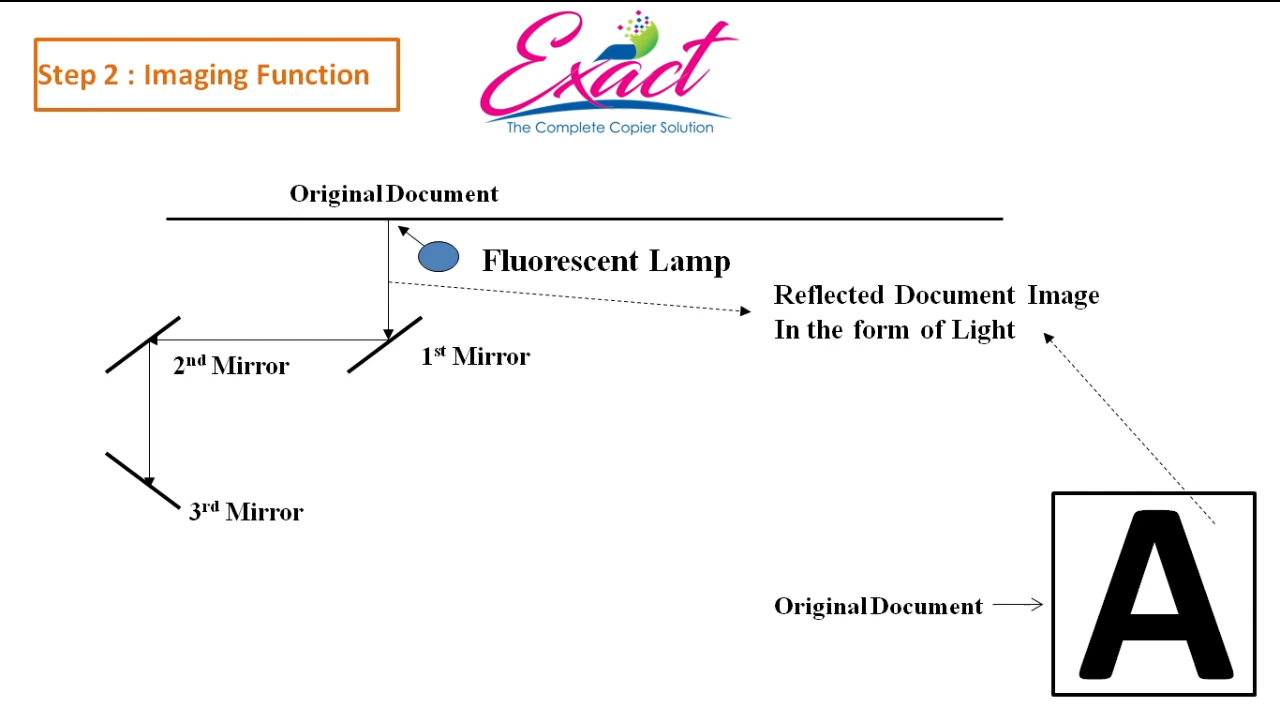 Step 2 : Imaging Function
Exact
The Complete Copier Solution
Original Document
Fluorescent Lamp
Reflected Document Image
In the form of Light
1st Mirror
2nd Mirror
3rd Mirror
Original Document
A